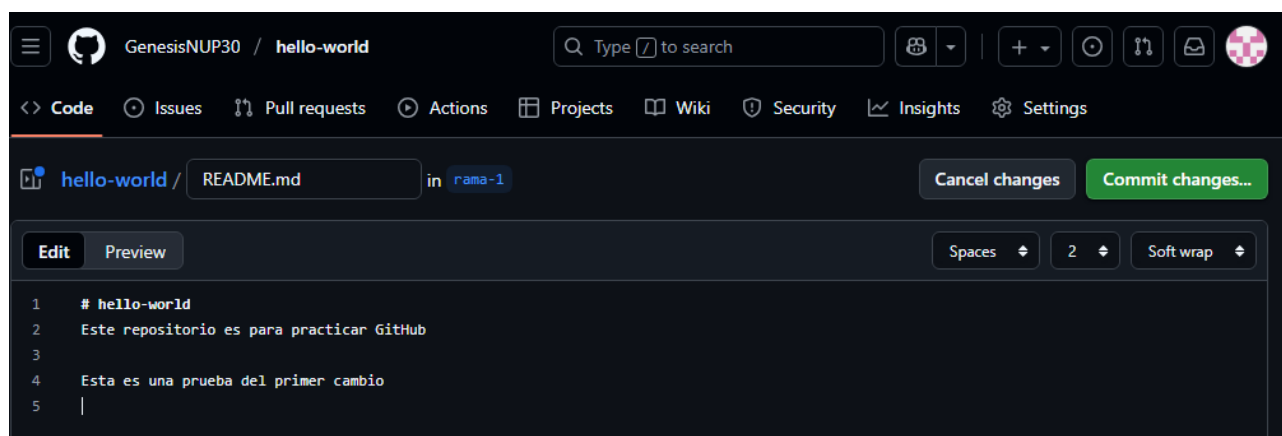 GenesisNUP30 / hello-world Type / to search
Code Issues Pull requests Actions Projects Wiki Security Insights Settings
hello-world / README.md in rama-1 Cancel changes Commit changes...
Edit Preview Spaces 2 Soft wrap
1 # hello-world
2 Este repositorio es para practicar GitHub
3
4 Esta es una prueba del primer cambio
5